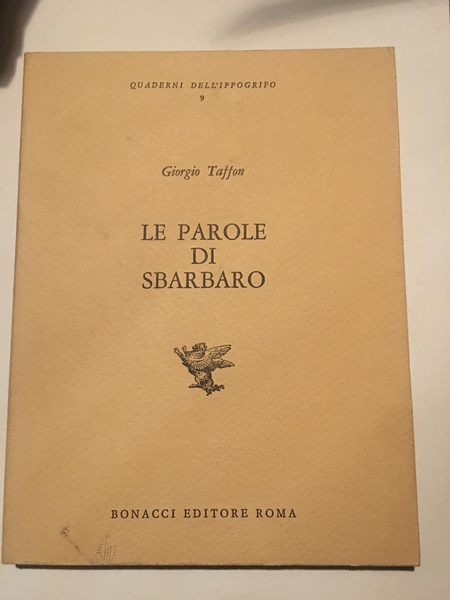 QUADERNI DELL'IPPOGRIFO
9
Giorgio Taffon
LE PAROLE
DI
SBARBARO
BONACCI EDITORE ROMA